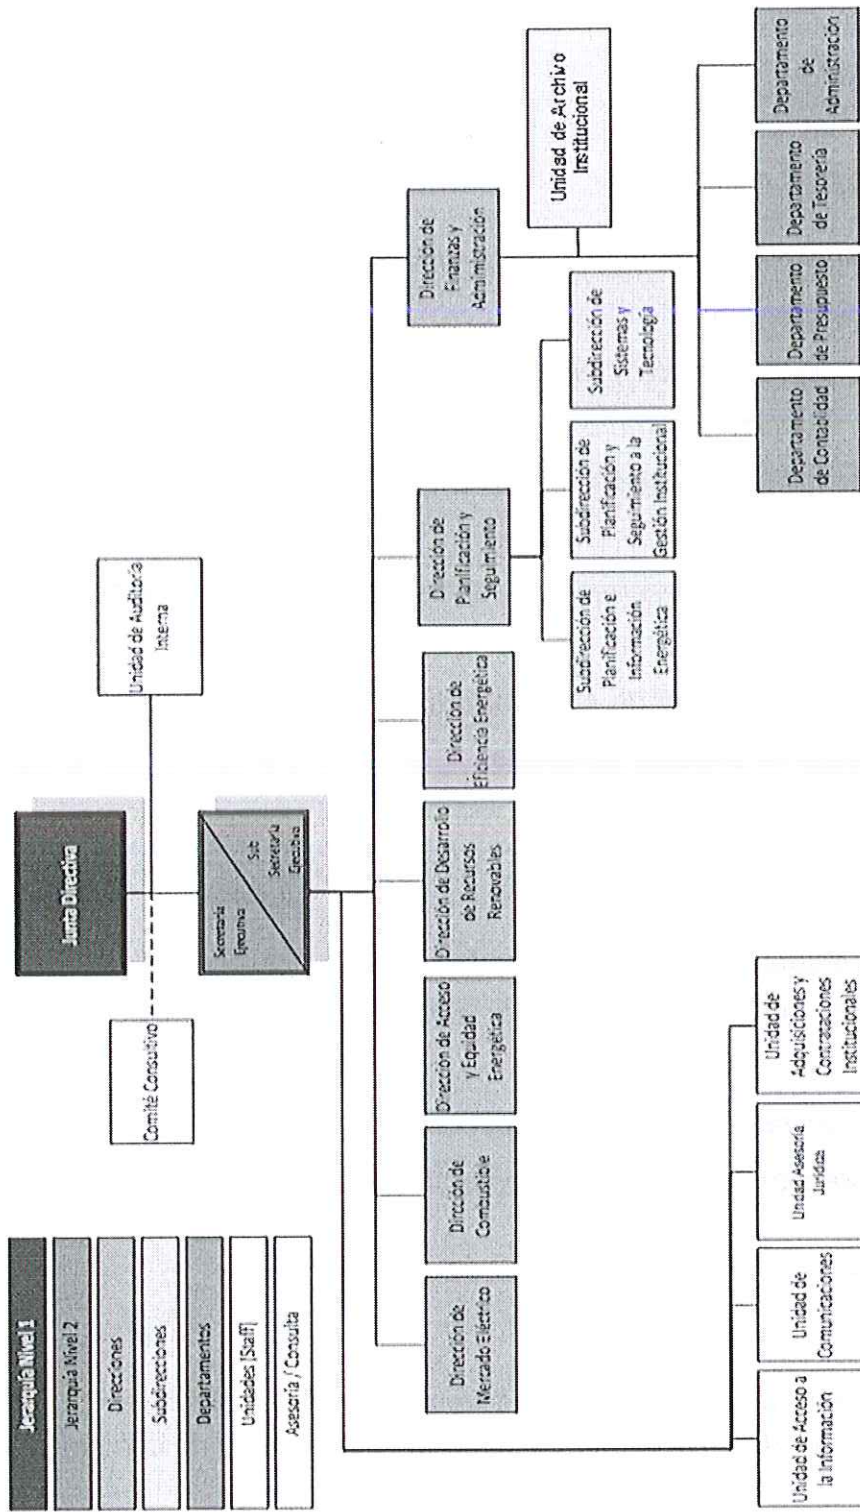 Jerarquía Nivel 1
Jerarquía Nivel 2
Direcciones
Subdirecciones
Departamentos
Unidades [Staff]
Asesoría / Consulta
Junta Directiva
Comité Consultivo
Unidad de Auditoría
Interna
Secretaría
Ejecutiva
Sub
Secretaría
Ejecutiva
Dirección de
Mercado Eléctrico
Dirección de
Combustible
Dirección de Acceso
y Equidad
Energética
Dirección de Desarrollo
de Recursos
Renovables
Dirección de
Eficiencia Energética
Dirección de
Planificación y
Seguimiento
Dirección de
Finanzas y
Administración
Subdirección de
Planificación e
Información
Energética
Subdirección de
Planificación y
Seguimiento a la
Gestión Institucional
Subdirección de
Sistemas y
Tecnología
Unidad de Archivo
Institucional
Unidad de Acceso a
la Información
Unidad de
Comunicaciones
Unidad Asesoría
Jurídica
Unidad de
Adquisiciones y
Contrataciones
Institucionales
Departamento
de Contabilidad
Departamento
de Presupuesto
Departamento
de Tesorería
Departamento
de
Administración